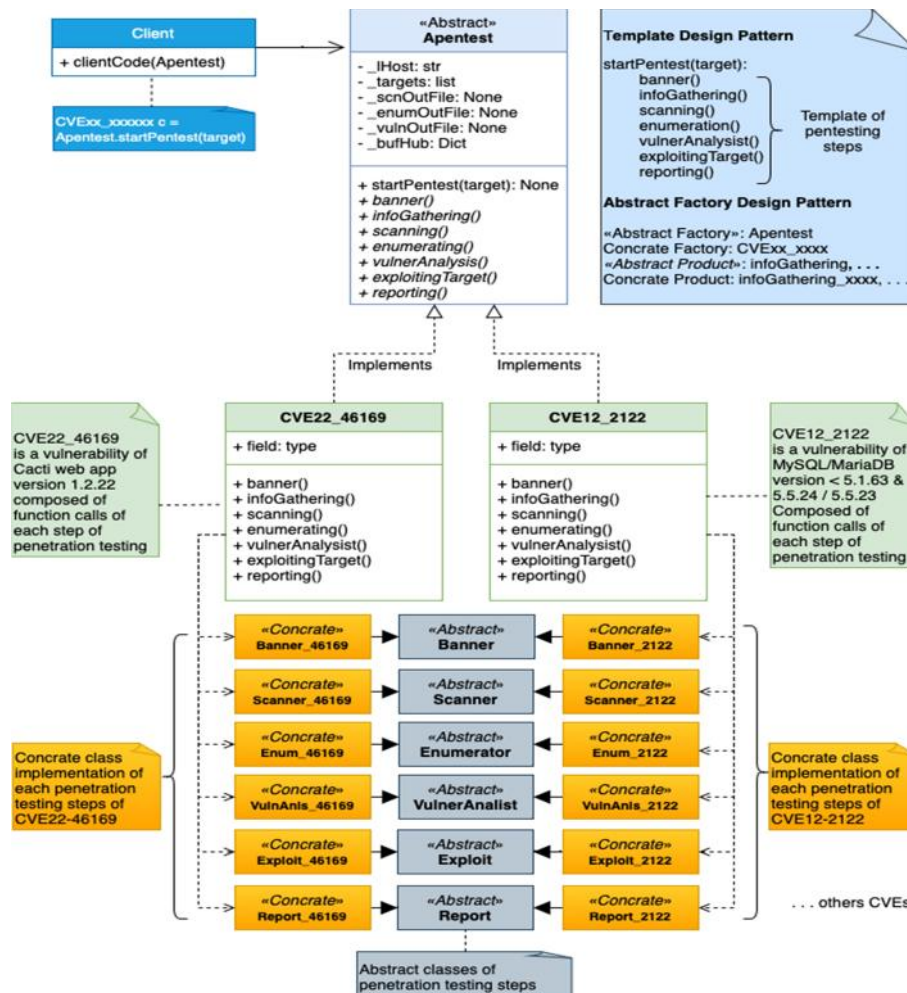 Client
+ clientCode(Apentest)
CVExx_xxxxxx c =
Apentest.startPentest(target)
«Abstract»
Apentest
- _lHost: str
- _targets: list
- _scnOutFile: None
- _enumOutFile: None
- _vulnOutFile: None
- _bufHub: Dict
+ startPentest(target): None
+ banner()
+ infoGathering()
+ scanning()
+ enumerating()
+ vulnerAnalysis()
+ exploitingTarget()
+ reporting()
Template Design Pattern
startPentest(target):
banner()
infoGathering()
scanning()
enumeration()
vulnerAnalysist()
exploitingTarget()
reporting()
Template of
pentesting
steps
Abstract Factory Design Pattern
«Abstract Factory»: Apentest
Concrate Factory: CVExx_xxxx
«Abstract Product»: infoGathering, . . .
Concrate Product: infoGathering_xxxx, . . .
Implements
Implements
CVE22_46169
is a vulnerability of
Cacti web app
version 1.2.22
composed of
function calls of
each step of
penetration testing
CVE22_46169
+ field: type
+ banner()
+ infoGathering()
+ scanning()
+ enumerating()
+ vulnerAnalysist()
+ exploitingTarget()
+ reporting()
CVE12_2122
+ field: type
+ banner()
+ infoGathering()
+ scanning()
+ enumerating()
+ vulnerAnalysist()
+ exploitingTarget()
+ reporting()
CVE12_2122
is a vulnerability of
MySQL/MariaDB
version < 5.1.63 &
5.5.24 / 5.5.23
Composed of
function calls of
each step of
penetration testing
«Concrate»
Banner_46169
«Abstract»
Banner
«Concrate»
Banner_2122
«Concrate»
Scanner_46169
«Abstract»
Scanner
«Concrate»
Scanner_2122
«Concrate»
Enum_46169
«Abstract»
Enumerator
«Concrate»
Enum_2122
«Concrate»
VulnAnls_46169
«Abstract»
VulnerAnalist
«Concrate»
VulnAnls_2122
«Concrate»
Exploit_46169
«Abstract»
Exploit
«Concrate»
Exploit_2122
«Concrate»
Report_46169
«Abstract»
Report
«Concrate»
Report_2122
Concrate class
implementation of
each penetration
testing steps of
CVE22-46169
Concrate class
implementation of
each penetration
testing steps of
CVE12-2122
. . . others CVEs
Abstract classes of
penetration testing steps